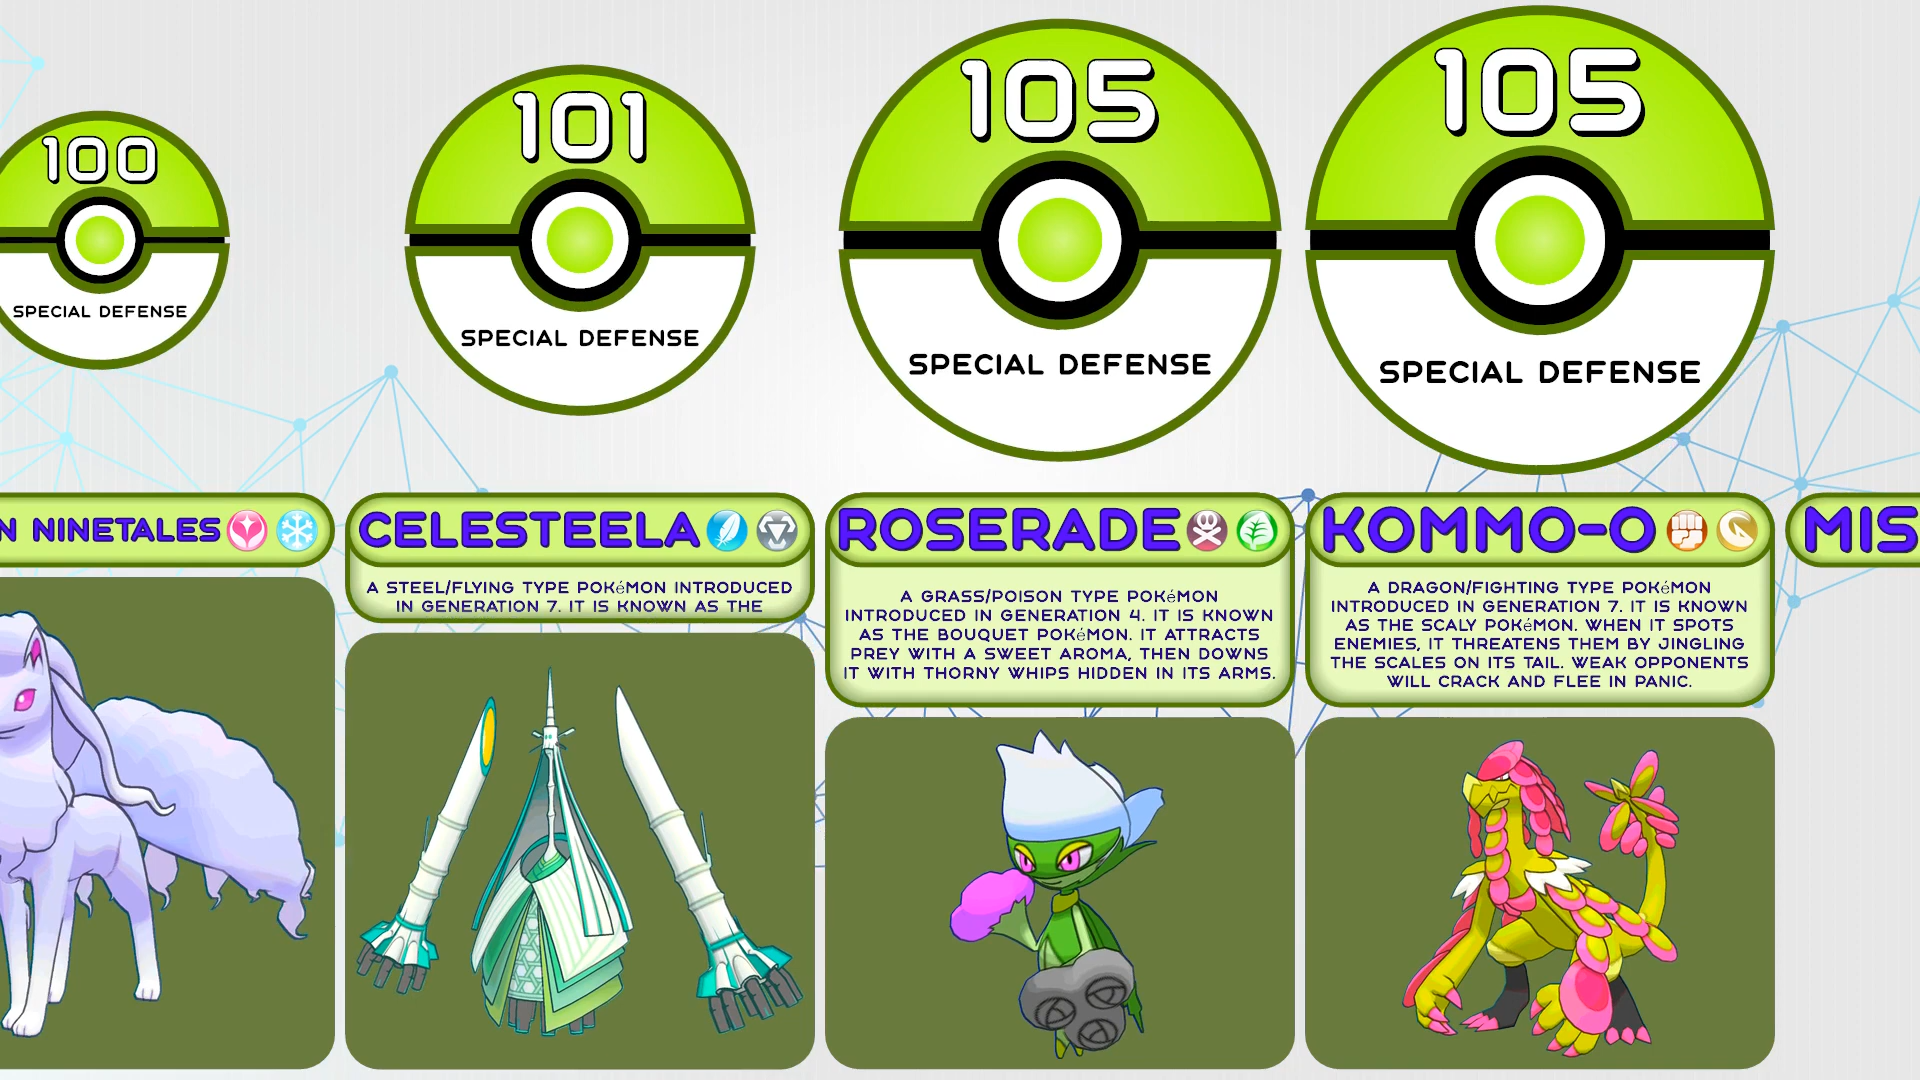 100
SPECIAL DEFENSE
101
SPECIAL DEFENSE
105
SPECIAL DEFENSE
105
SPECIAL DEFENSE
N NINETALES
CELESTEELA
A STEEL/FLYING TYPE POKéMON INTRODUCED
IN GENERATION 7. IT IS KNOWN AS THE
ROSERADE
A GRASS/POISON TYPE POKéMON
INTRODUCED IN GENERATION 4. IT IS KNOWN
AS THE BOUQUET POKéMON. IT ATTRACTS
PREY WITH A SWEET AROMA, THEN DOWNS
IT WITH THORNY WHIPS HIDDEN IN ITS ARMS.
KOMMO-O
A DRAGON/FIGHTING TYPE POKéMON
INTRODUCED IN GENERATION 7. IT IS KNOWN
AS THE SCALY POKéMON. WHEN IT SPOTS
ENEMIES, IT THREATENS THEM BY JINGLING
THE SCALES ON ITS TAIL. WEAK OPPONENTS
WILL CRACK AND FLEE IN PANIC.
MIS